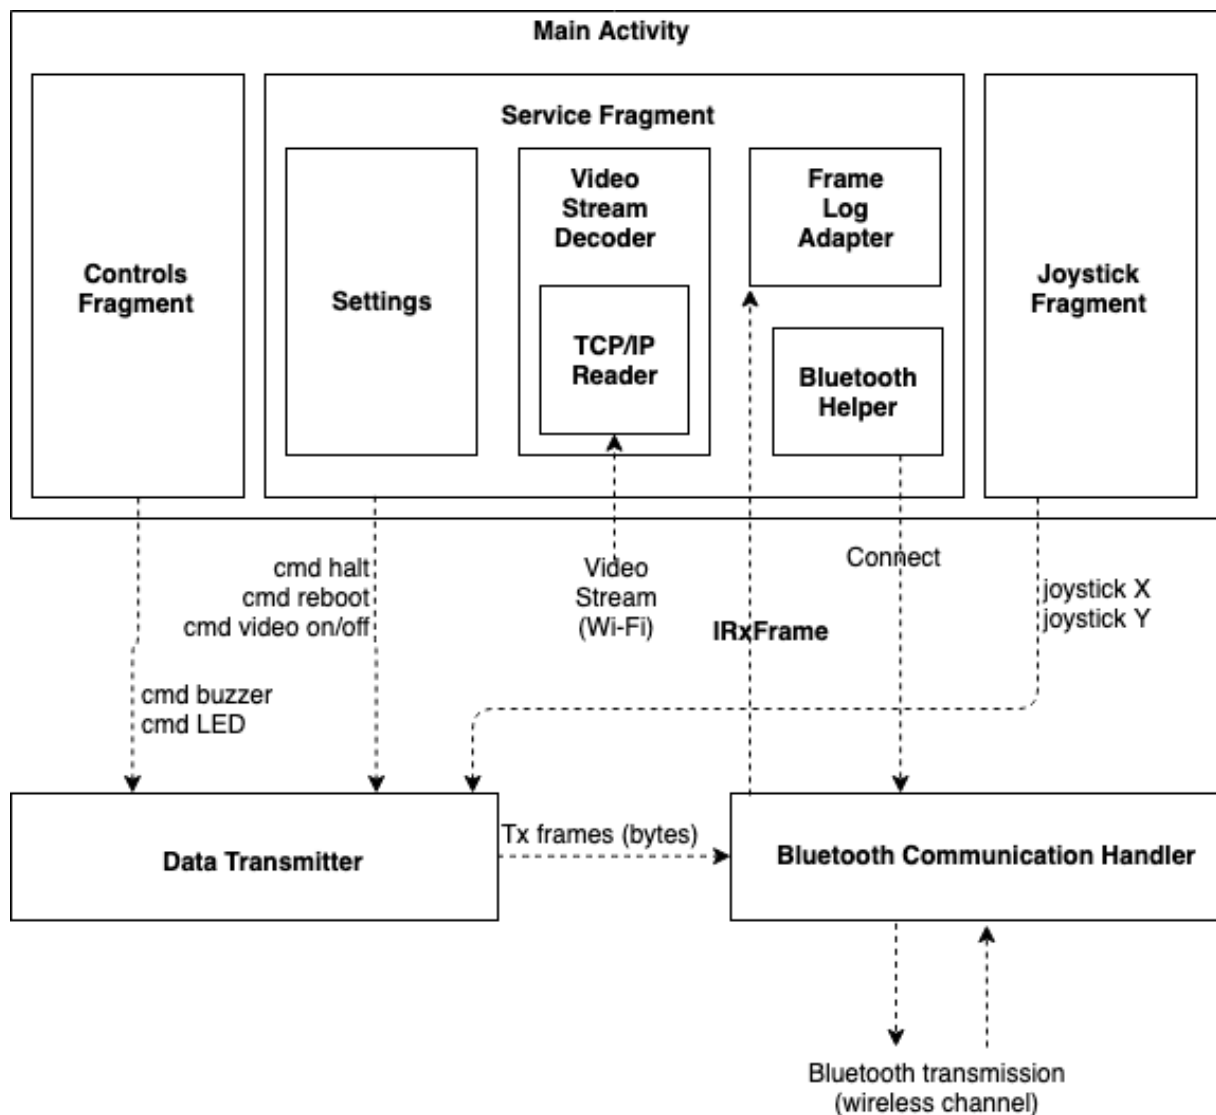 Main Activity
Service Fragment
Controls
Fragment
Settings
Video
Stream
Decoder
TCP/IP
Reader
Frame
Log
Adapter
Bluetooth
Helper
Joystick
Fragment
cmd halt
cmd reboot
cmd video on/off
Video
Stream
(Wi-Fi)
Connect
IRxFrame
joystick X
joystick Y
cmd buzzer
cmd LED
Data Transmitter
Tx frames (bytes)
Bluetooth Communication Handler
Bluetooth transmission
(wireless channel)